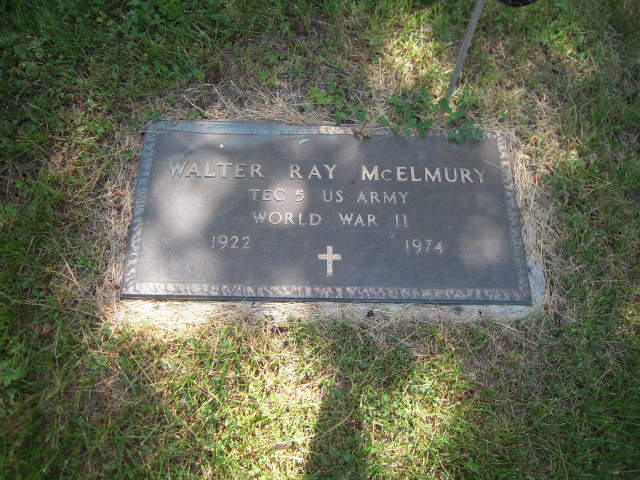 WALTER RAY McELMURY
TEC 5 US ARMY
WORLD WAR II
1922 1974